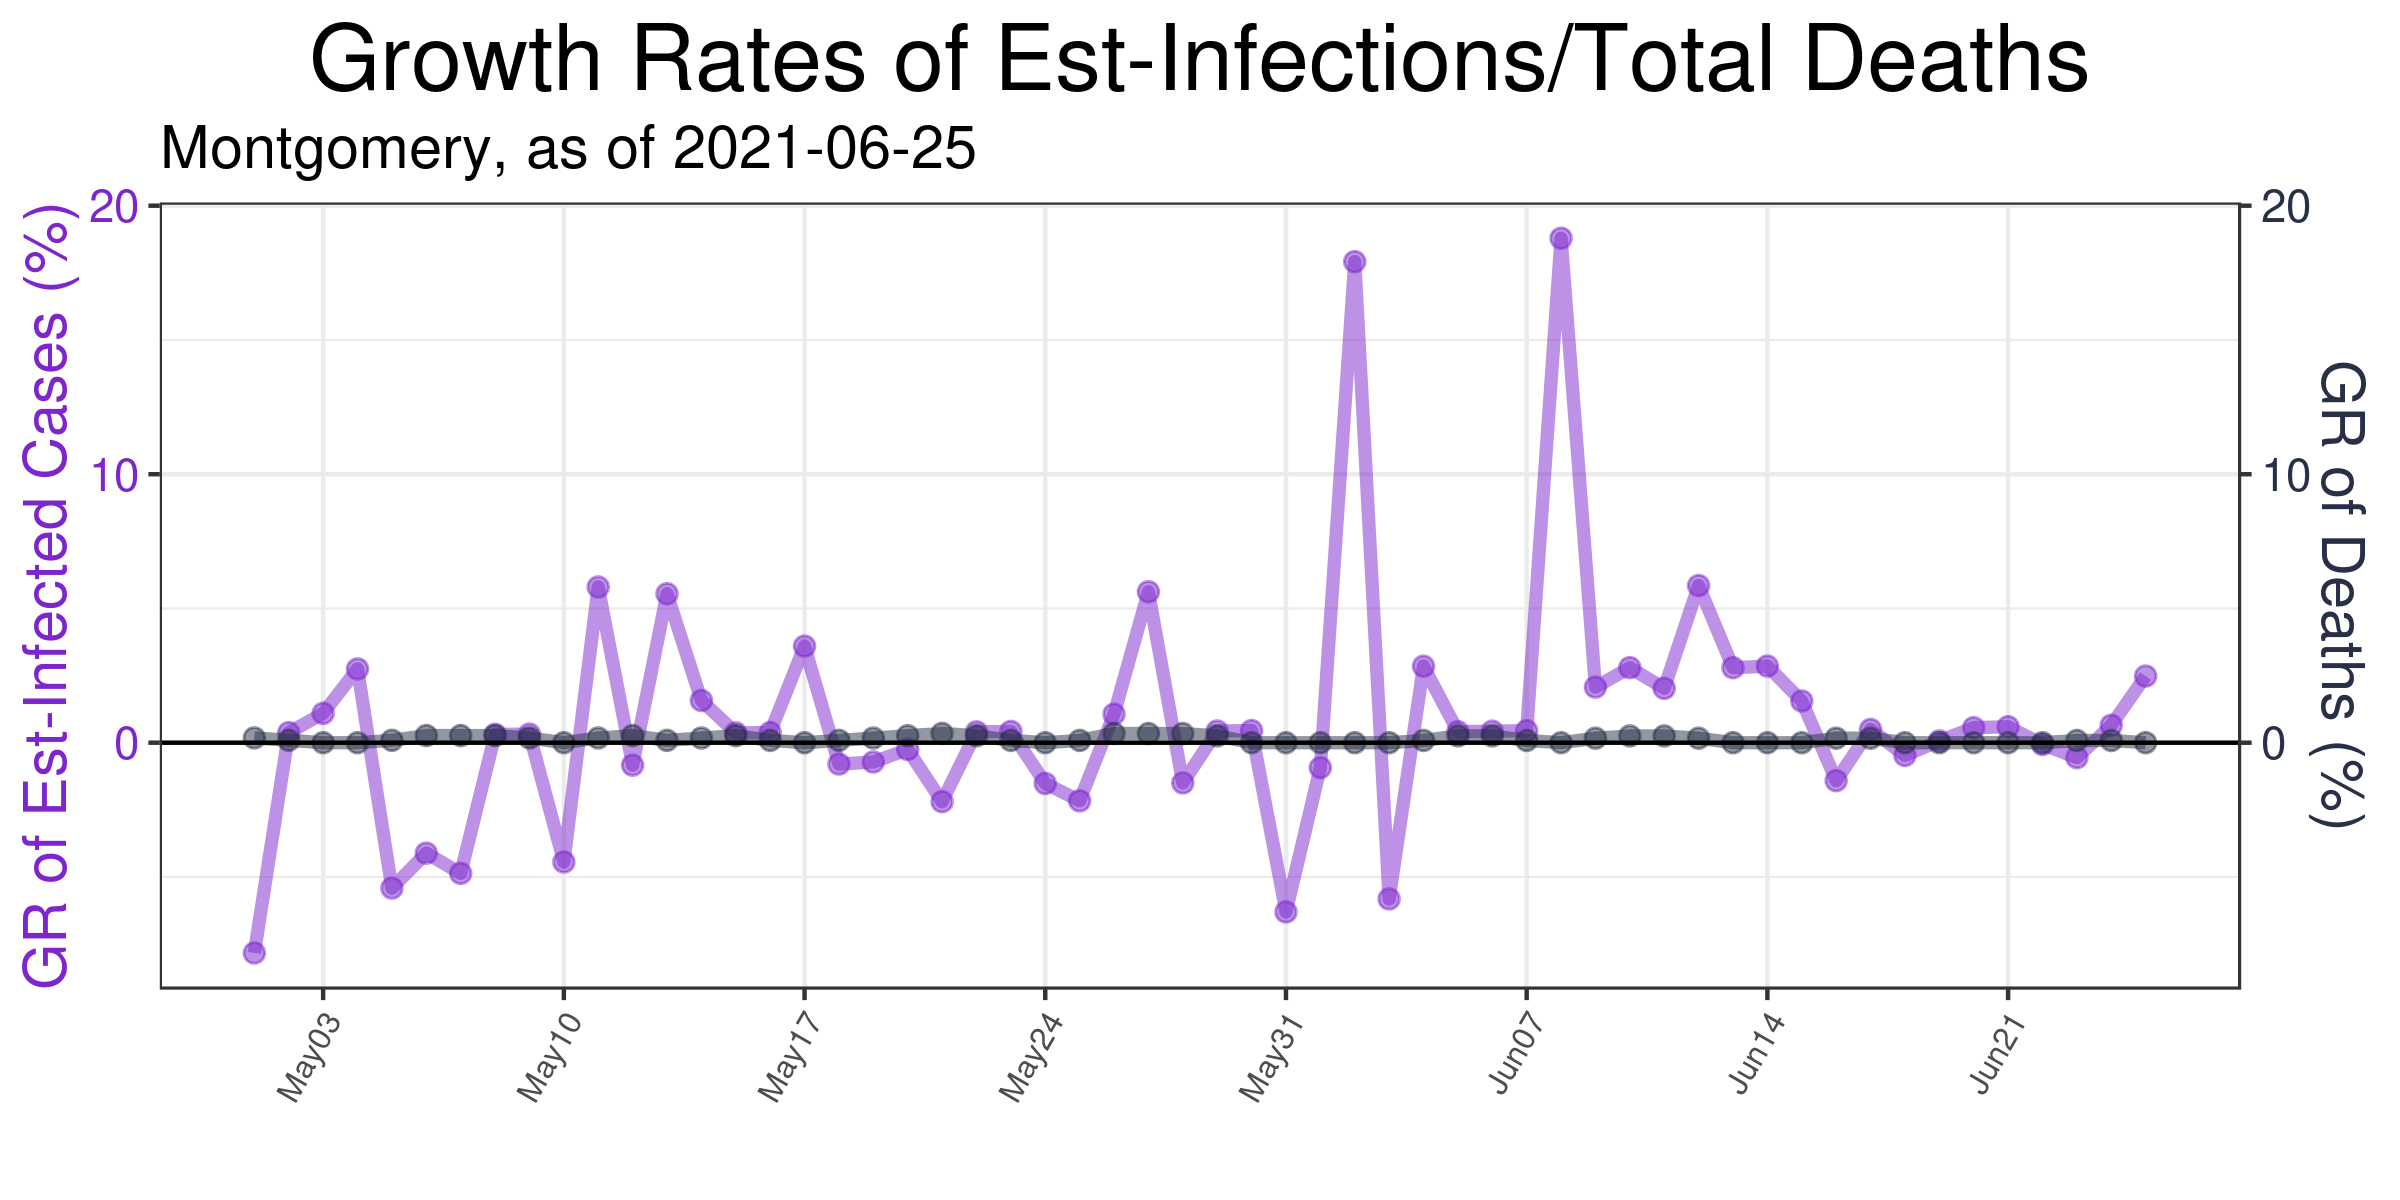 Growth Rates of Est-Infections/Total Deaths
Montgomery, as of 2021-06-25
GR of Est-Infected Cases (%)
20
10
0
20
10
0
GR of Deaths (%)
May03
May10
May17
May24
May31
Jun07
Jun14
Jun21